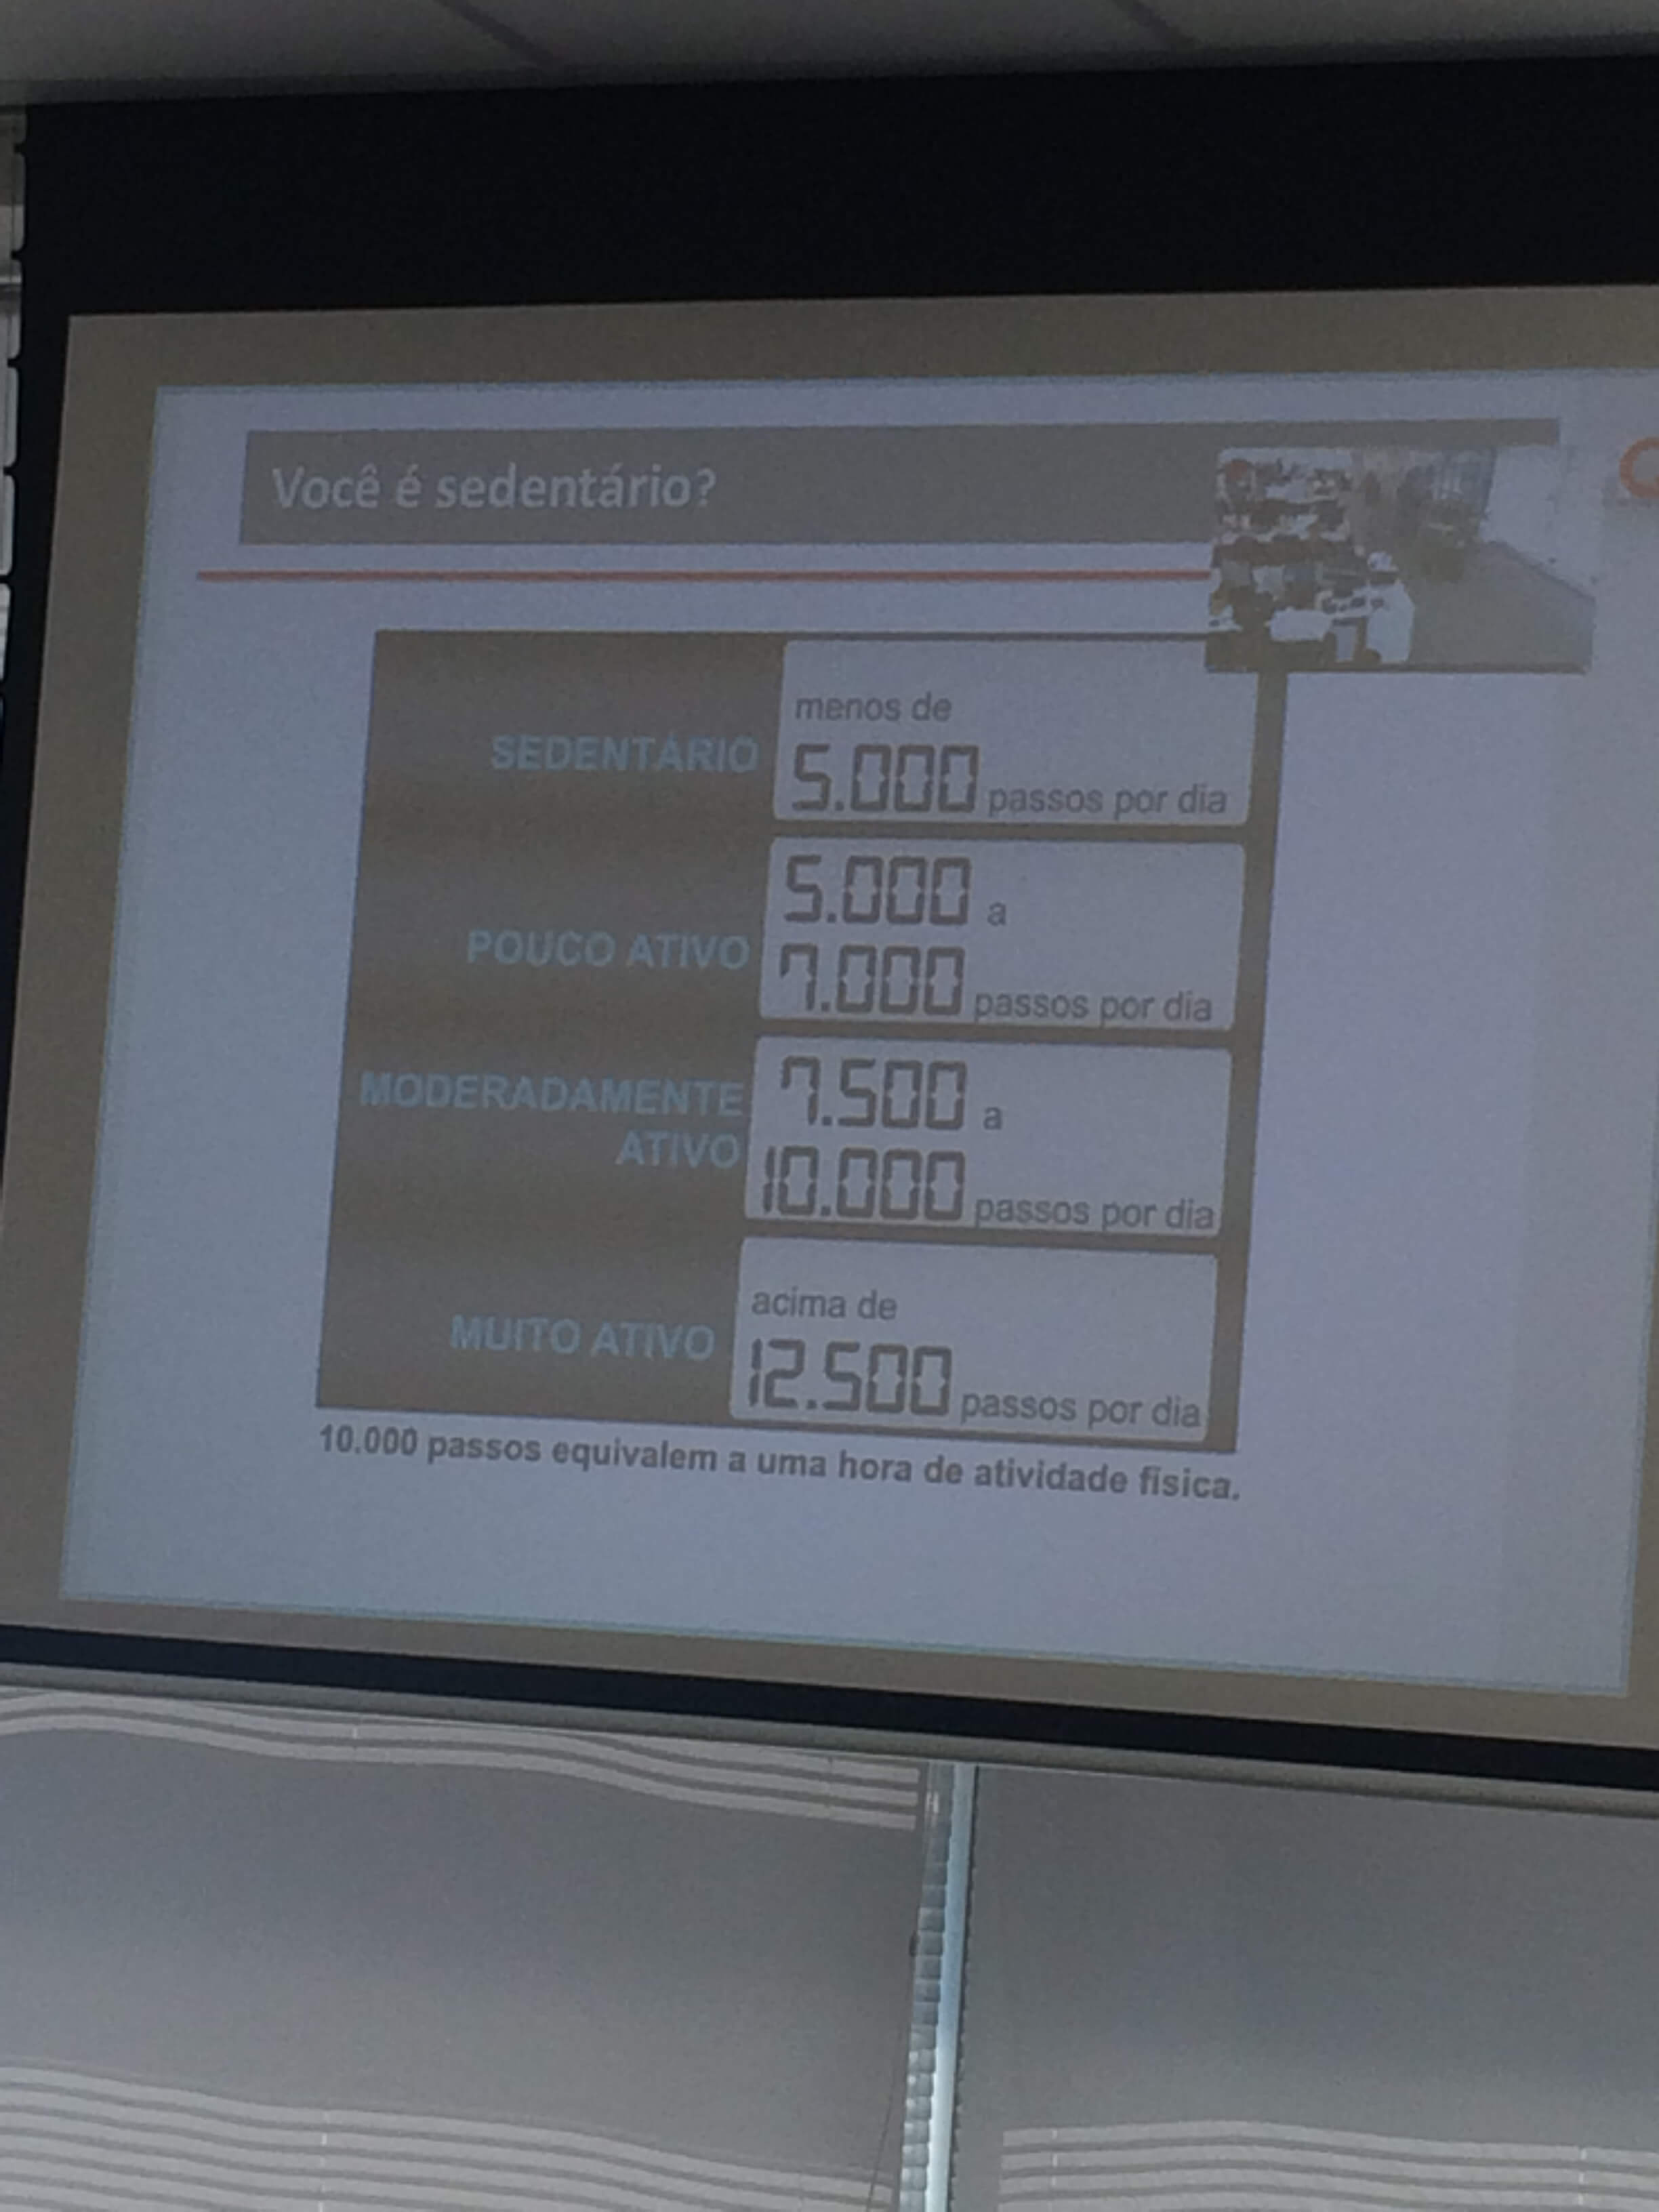 Você é sedentário?
SEDENTÁRIO
menos de
5.000 passos por dia
POUCO ATIVO
5.000 a
7.000 passos por dia
MODERADAMENTE
ATIVO
7.500 a
10.000 passos por dia
MUITO ATIVO
acima de
12.500 passos por dia
10.000 passos equivalem a uma hora de atividade física.